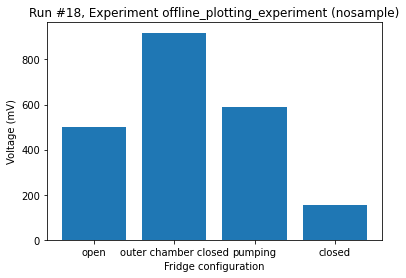 Run #18, Experiment offline_plotting_experiment (nosample)
800
600
400
200
0
Voltage (mV)
open outer chamber closed pumping closed
Fridge configuration